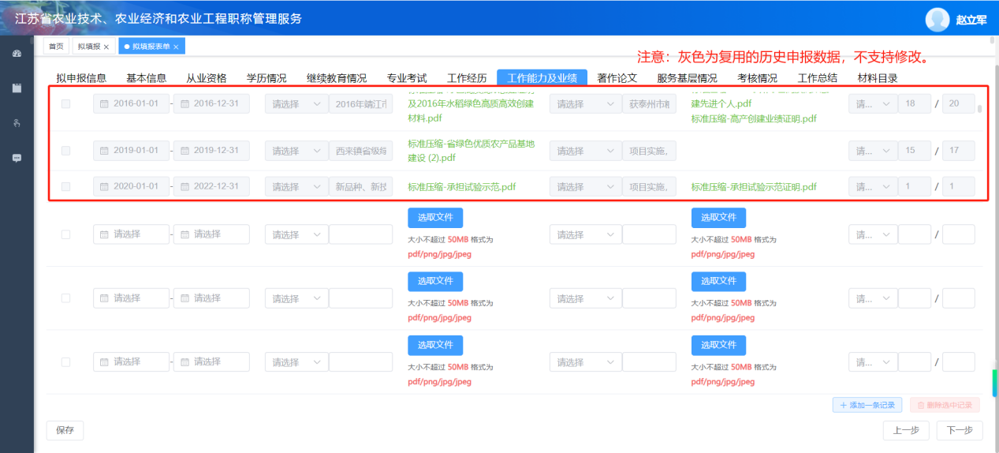 江苏省农业技术、农业经济和农业工程职称管理服务
赵立军
首页 拟填报 × 拟填报表单 ×
注意：灰色为复用的历史申报数据，不支持修改。
拟申报信息 基本信息 从业资格 学历情况 继续教育情况 专业考试 工作经历 工作能力及业绩 著作论文 服务基层情况 考核情况 工作总结 材料目录
2016-01-01 - 2016-12-31 请选择 2016年靖江市 及2016年水稻绿色高质高效创建 请选择 获泰州市 建先进个人.pdf 请... 18 / 20
材料.pdf 标准压缩-高产创建业绩证明.pdf
2019-01-01 - 2019-12-31 请选择 西来镇省级绿 标准压缩-省绿色优质农产品基地 请选择 项目实施, 请... 15 / 17
建设 (2).pdf
2020-01-01 - 2022-12-31 请选择 新品种、新技 标准压缩-承担试验示范.pdf 请选择 项目实施, 标准压缩-承担试验示范证明.pdf 请... 1 / 1
选取文件 选取文件
请选择 - 请选择 请选择 大小不超过 50MB 格式为 请选择 大小不超过 50MB 格式为 请... /
pdf/png/jpg/jpeg pdf/png/jpg/jpeg
选取文件 选取文件
请选择 - 请选择 请选择 大小不超过 50MB 格式为 请选择 大小不超过 50MB 格式为 请... /
pdf/png/jpg/jpeg pdf/png/jpg/jpeg
选取文件 选取文件
请选择 - 请选择 请选择 大小不超过 50MB 格式为 请选择 大小不超过 50MB 格式为 请... /
pdf/png/jpg/jpeg pdf/png/jpg/jpeg
+ 添加一条记录 删除选中记录
保存 上一步 下一步